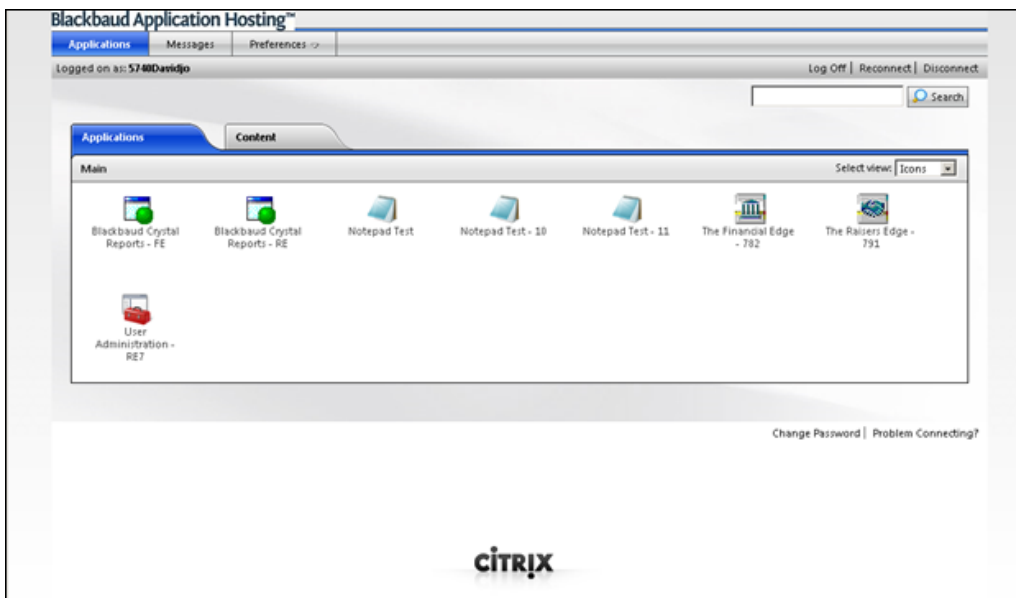 Blackbaud Application Hosting™
Applications Messages Preferences
Logged on as: 5740Davidjo Log Off | Reconnect | Disconnect
Search
Applications Content
Main Select view: Icons
Blackbaud Crystal Reports - FE
Blackbaud Crystal Reports - RE
Notepad Test
Notepad Test - 10
Notepad Test - 11
The Financial Edge - 782
The Raisers Edge - 791
User
Administration -
RE7
Change Password | Problem Connecting?
CİTRIX